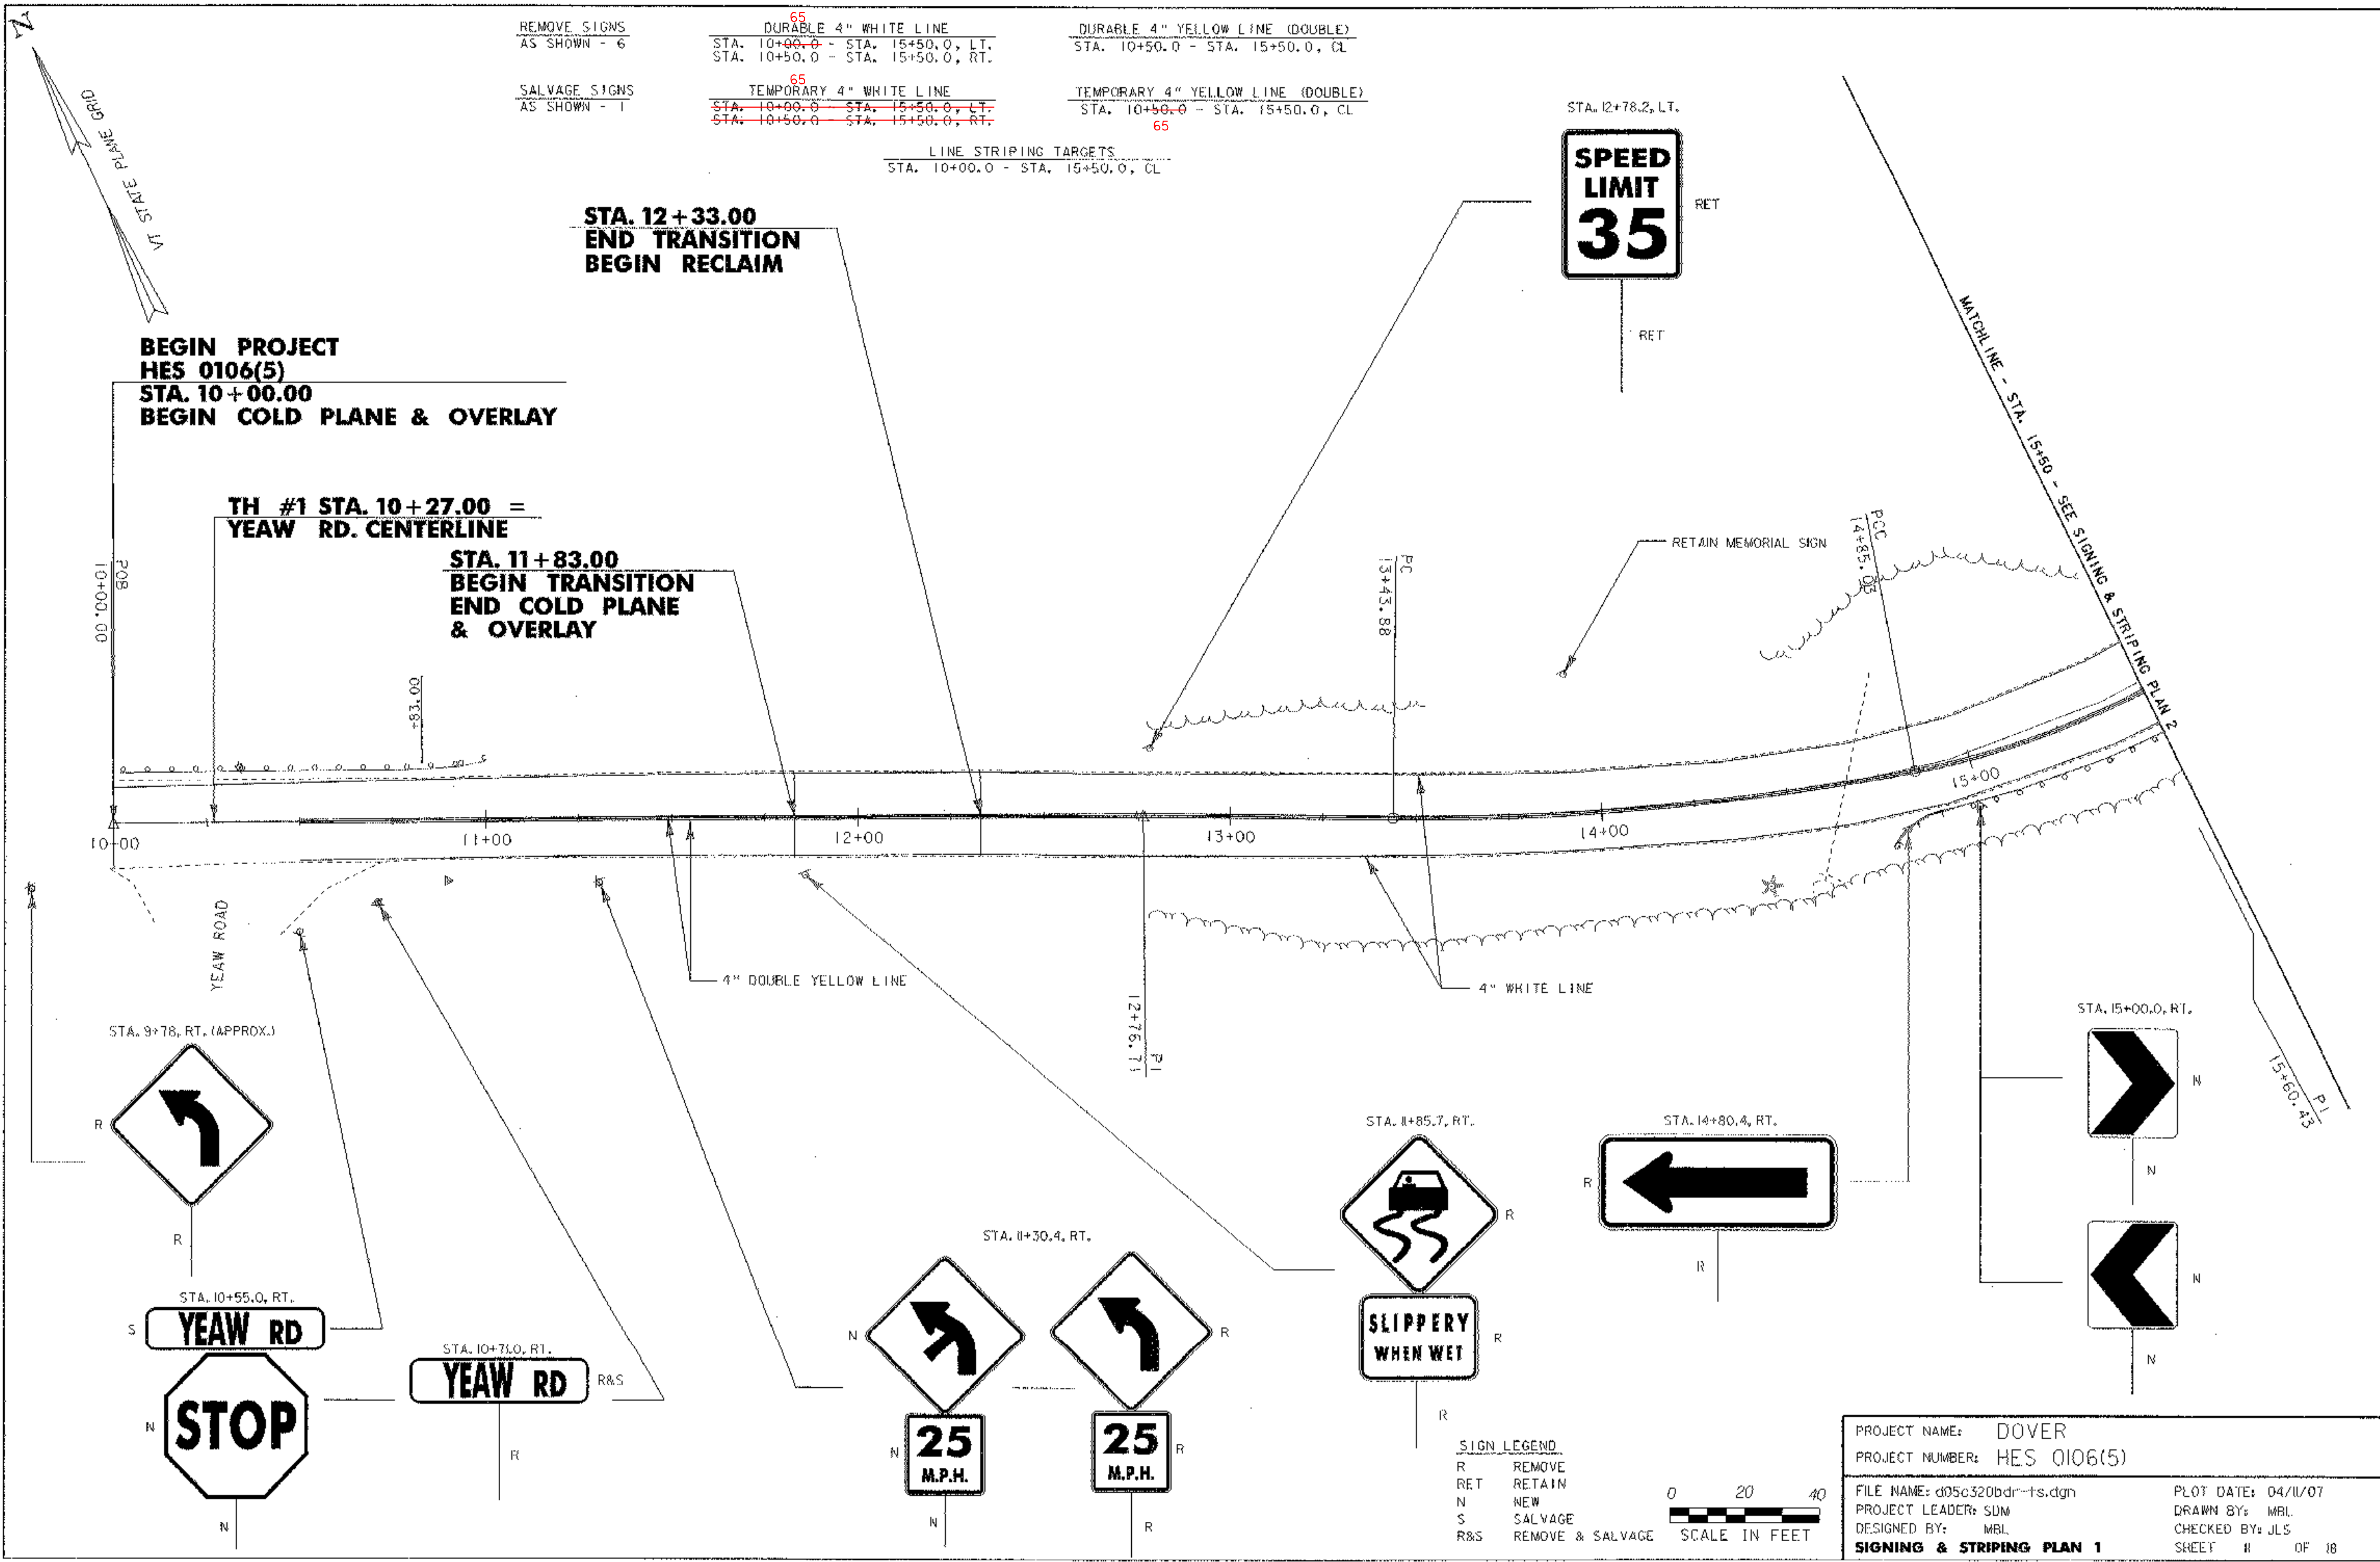 REMOVE SIGNS
AS SHOWN - 6
65
DURABLE 4" WHITE LINE
STA. 10+00.0 - STA. 15+50.0, LT.
STA. 10+50.0 - STA. 15+50.0, RT.
DURABLE 4" YELLOW LINE (DOUBLE)
STA. 10+50.0 - STA. 15+50.0, CL
SALVAGE SIGNS
AS SHOWN - 1
65
TEMPORARY 4" WHITE LINE
STA. 10+00.0 - STA. 15+50.0, LT.
STA. 10+50.0 - STA. 15+50.0, RT.
TEMPORARY 4" YELLOW LINE (DOUBLE)
STA. 10+50.0 - STA. 15+50.0, CL
65
LINE STRIPING TARGETS
STA. 10+00.0 - STA. 15+50.0, CL
Z
VT STATE PLANE GRID
STA. 12+78.2, LT.
SPEED
LIMIT
35
RET
RET
STA. 12+33.00
END TRANSITION
BEGIN RECLAIM
BEGIN PROJECT
HES 0106(5)
STA. 10+00.00
BEGIN COLD PLANE & OVERLAY
TH #1 STA. 10+27.00 =
YEAW RD. CENTERLINE
STA. 11+83.00
BEGIN TRANSITION
END COLD PLANE
& OVERLAY
MATCHLINE - STA. 15+50 - SEE SIGNING & STRIPING PLAN 2
RETAIN MEMORIAL SIGN
POB
10+00.00
+83.00
PC
13+43.88
PCC
14+85.03
10+00
11+00
12+00
13+00
14+00
15+00
YEAW ROAD
4" DOUBLE YELLOW LINE
4" WHITE LINE
12+76.71
PI
15+60.43
PI
STA. 9+78, RT. (APPROX.)
R
R
STA. 10+55.0, RT.
S
YEAW RD
N
STOP
N
STA. 10+71.0, RT.
YEAW RD
R&S
R
STA. 11+30.4, RT.
N
R
N
25
M.P.H.
25
M.P.H.
R
N
R
STA. 11+85.7, RT.
R
SLIPPERY
WHEN WET
R
R
STA. 14+80.4, RT.
R
R
STA. 15+00.0, RT.
N
N
N
N
SIGN LEGEND
R REMOVE
RET RETAIN
N NEW
S SALVAGE
R&S REMOVE & SALVAGE
0 20 40
SCALE IN FEET
PROJECT NAME: DOVER
PROJECT NUMBER: HES 0106(5)
FILE NAME: d05c320bdr-ts.dgn
PLOT DATE: 04/11/07
PROJECT LEADER: SDM
DRAWN BY: MBL
DESIGNED BY: MBL
CHECKED BY: JLS
SIGNING & STRIPING PLAN 1
SHEET 11 OF 18